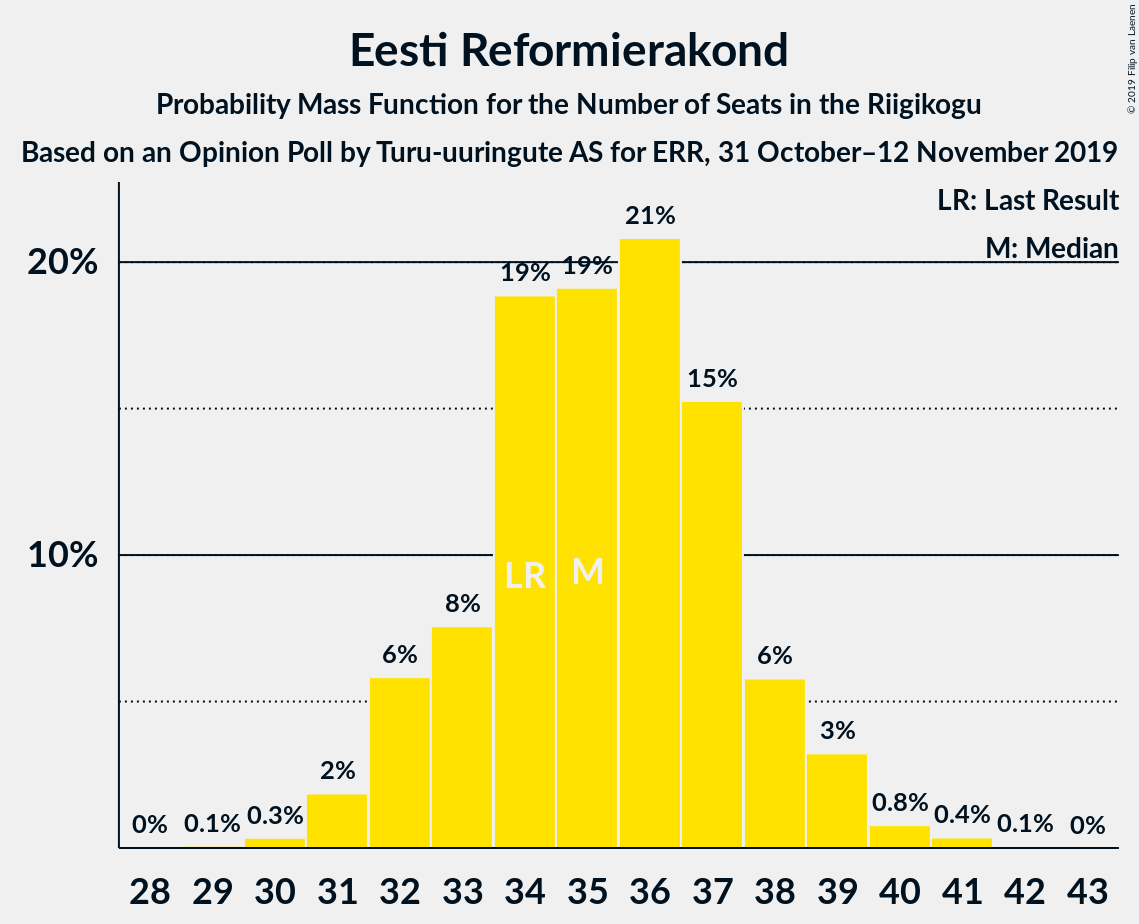 Eesti Reformierakond
Probability Mass Function for the Number of Seats in the Riigikogu
Based on an Opinion Poll by Turu-uuringute AS for ERR, 31 October–12 November 2019
© 2019 Filip van Laenen
LR: Last Result
M: Median
20%
10%
0% 0.1% 0.3% 2% 6% 8% 19% 19% 21% 15% 6% 3% 0.8% 0.4% 0.1% 0%
LR M
28 29 30 31 32 33 34 35 36 37 38 39 40 41 42 43